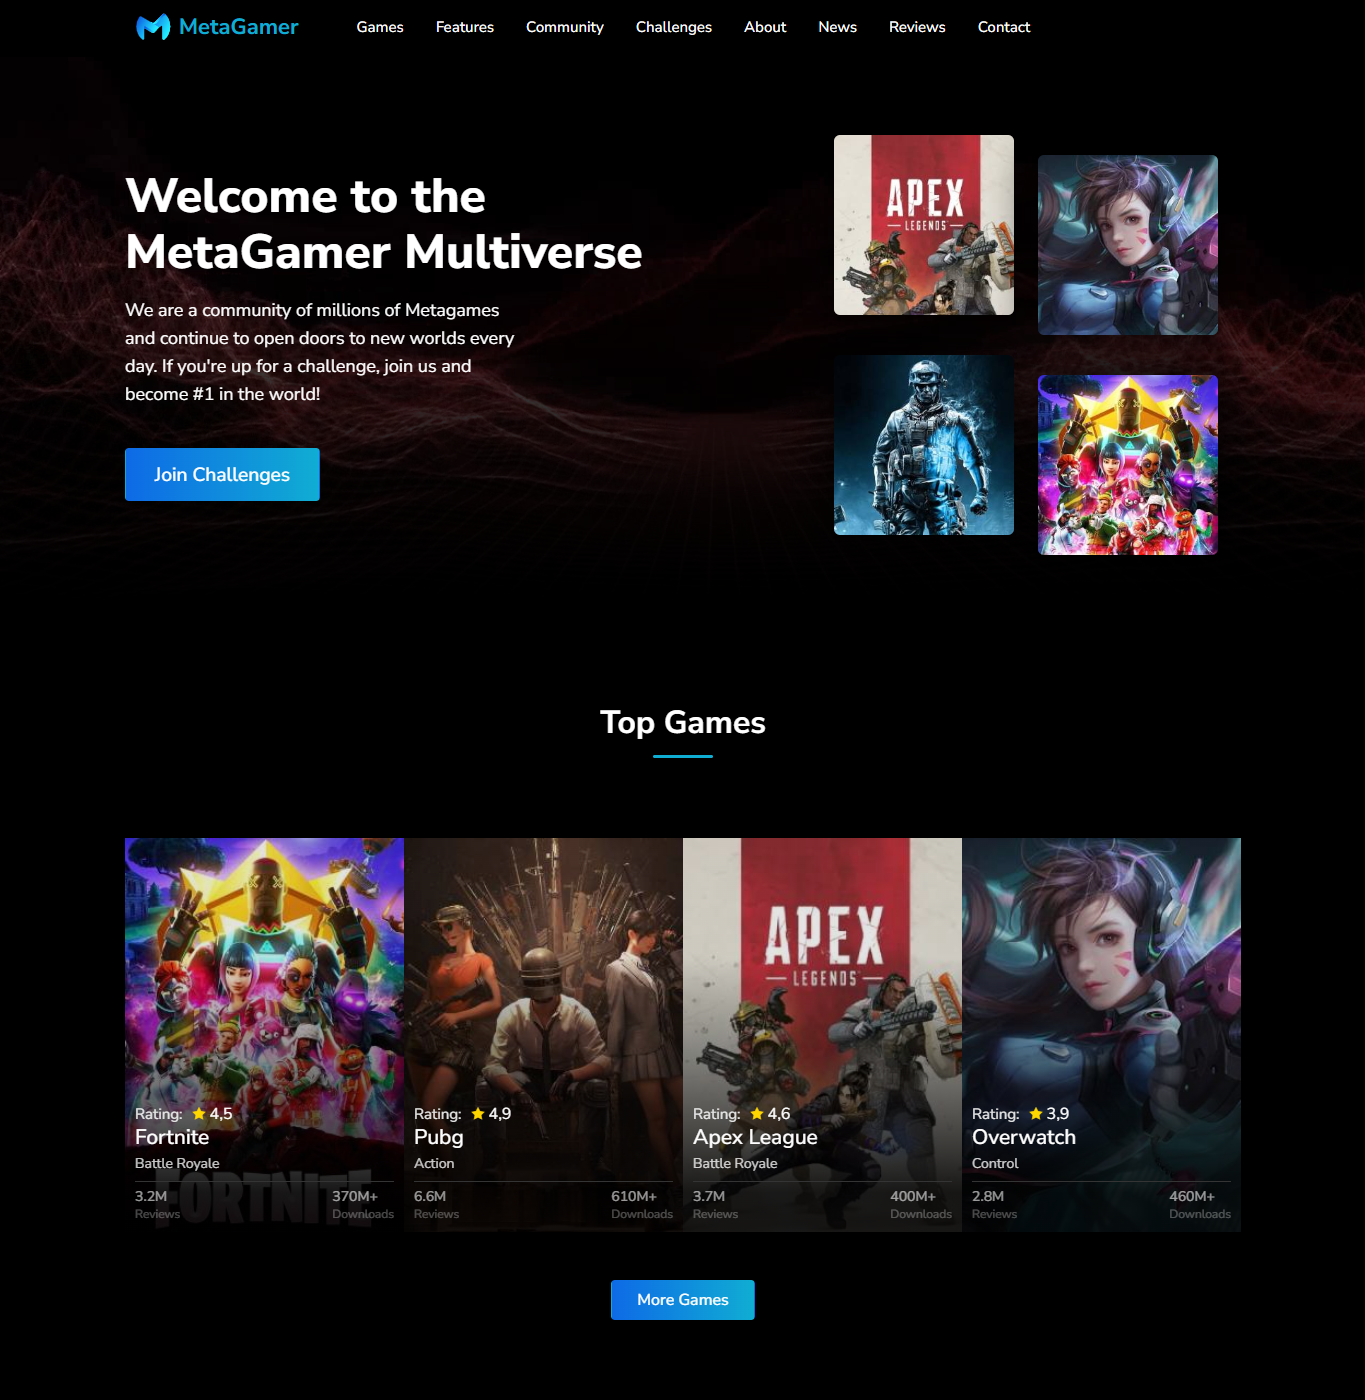 MetaGamer
Games Features Community Challenges About News Reviews Contact
Welcome to the
MetaGamer Multiverse
We are a community of millions of Metagames
and continue to open doors to new worlds every
day. If you're up for a challenge, join us and
become #1 in the world!
Join Challenges
APEX
LEGENDS
Top Games
Rating: 4,5
Fortnite
Battle Royale
3.2M 370M+
Reviews Downloads
FORTNITE
Rating: 4,9
Pubg
Action
6.6M 610M+
Reviews Downloads
APEX
LEGENDS
Rating: 4,6
Apex League
Battle Royale
3.7M 400M+
Reviews Downloads
Rating: 3,9
Overwatch
Control
2.8M 460M+
Reviews Downloads
More Games